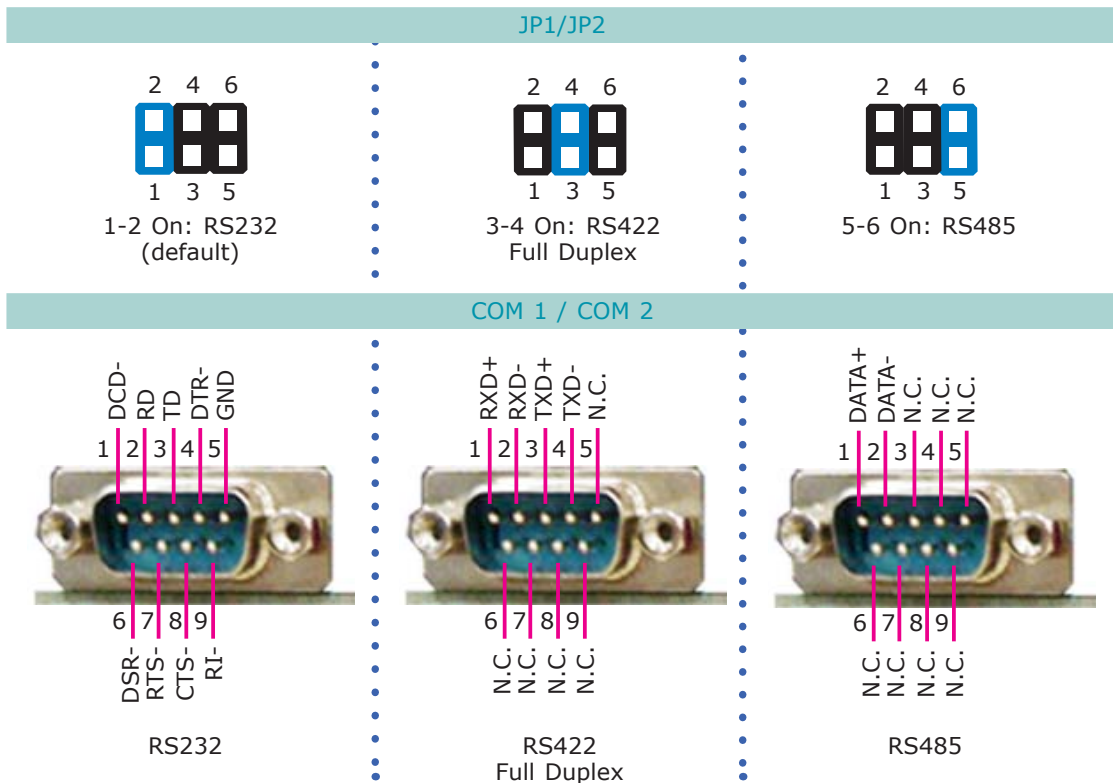 JP1/JP2
2 4 6
1 3 5
1-2 On: RS232
(default)
2 4 6
1 3 5
3-4 On: RS422
Full Duplex
2 4 6
1 3 5
5-6 On: RS485
COM 1 / COM 2
DCD- RD TD DTR- GND
1 2 3 4 5
6 7 8 9
DSR- RTS- CTS- RI-
RS232
RXD+ RXD- TXD+ TXD- N.C.
1 2 3 4 5
6 7 8 9
N.C. N.C. N.C. N.C.
RS422
Full Duplex
DATA+ DATA- N.C. N.C. N.C.
1 2 3 4 5
6 7 8 9
N.C. N.C. N.C. N.C.
RS485